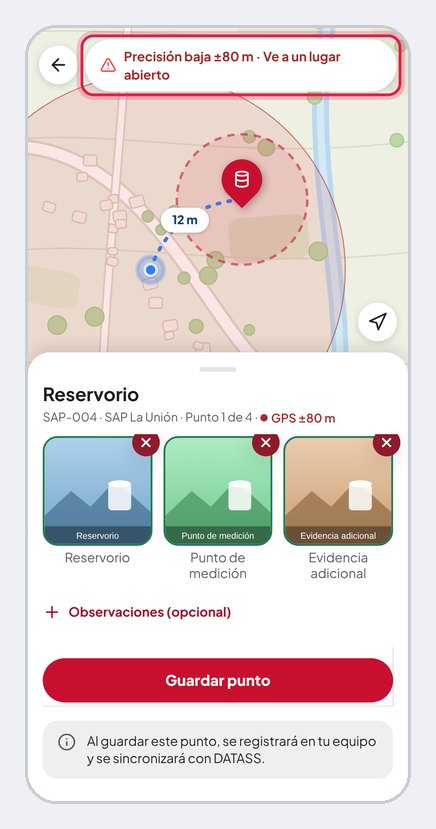 Precisión baja ±80 m · Ve a un lugar
abierto
12 m
Reservorio
SAP-004 · SAP La Unión · Punto 1 de 4 · ● GPS ±80 m
Reservorio
Punto de medición
Evidencia adicional
Reservorio
Punto de
medición
Evidencia
adicional
Observaciones (opcional)
Guardar punto
Al guardar este punto, se registrará en tu equipo
y se sincronizará con DATASS.